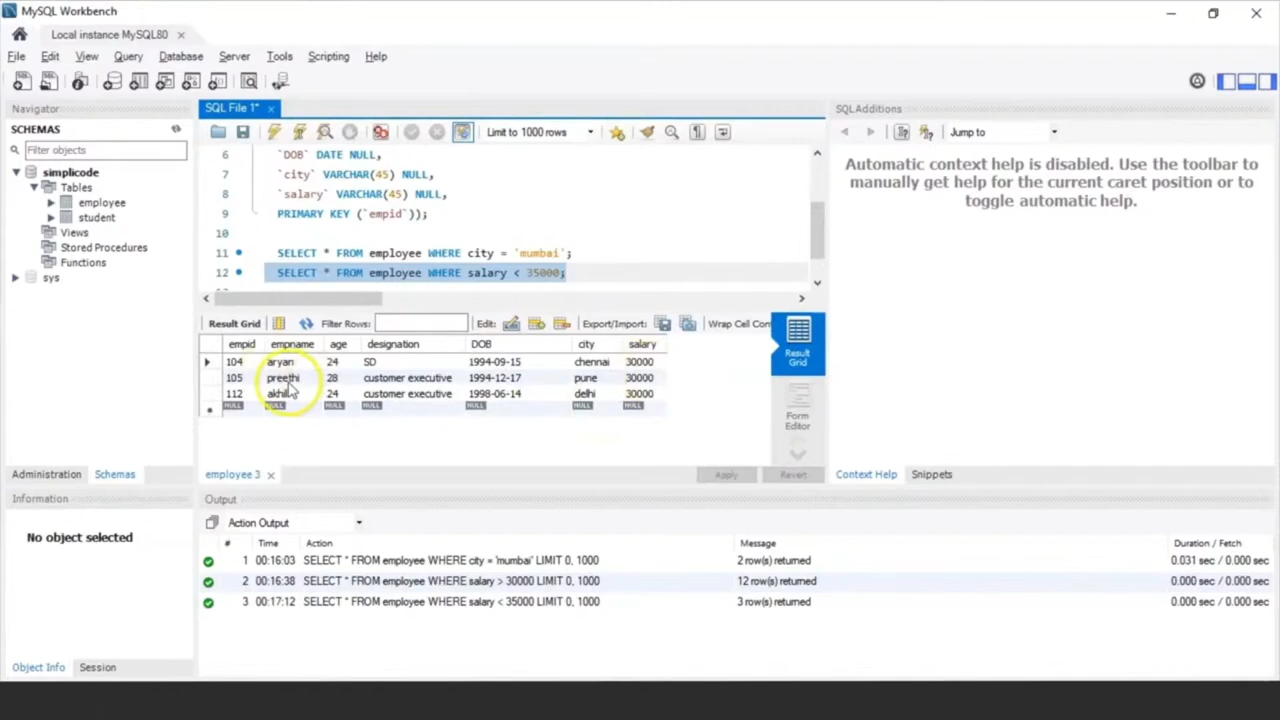 MySQL Workbench
Local instance MySQL80 ×
File Edit View Query Database Server Tools Scripting Help
Navigator
SCHEMAS
Filter objects
simplicode
Tables
employee
student
Views
Stored Procedures
Functions
sys
Administration Schemas
Information
No object selected
Object Info Session
SQL File 1* ×
Limit to 1000 rows
6 `DOB` DATE NULL,
7 `city` VARCHAR(45) NULL,
8 `salary` VARCHAR(45) NULL,
9 PRIMARY KEY (`empid`));
10
11 SELECT * FROM employee WHERE city = 'mumbai';
12 SELECT * FROM employee WHERE salary < 35000;
Result Grid Filter Rows: Edit: Export/Import: Wrap Cell Con
empid empname age designation DOB city salary
104 aryan 24 SD 1994-09-15 chennai 30000
105 preethi 28 customer executive 1994-12-17 pune 30000
112 akhil 24 customer executive 1998-06-14 delhi 30000
NULL NULL NULL NULL NULL NULL NULL
Result
Grid
Form
Editor
employee 3 × Apply Revert
SQLAdditions
Jump to
Automatic context help is disabled. Use the toolbar to
manually get help for the current caret position or to
toggle automatic help.
Context Help Snippets
Output
Action Output
# Time Action Message Duration / Fetch
1 00:16:03 SELECT * FROM employee WHERE city = 'mumbai' LIMIT 0, 1000 2 row(s) returned 0.031 sec / 0.000 sec
2 00:16:38 SELECT * FROM employee WHERE salary > 30000 LIMIT 0, 1000 12 row(s) returned 0.000 sec / 0.000 sec
3 00:17:12 SELECT * FROM employee WHERE salary < 35000 LIMIT 0, 1000 3 row(s) returned 0.000 sec / 0.000 sec